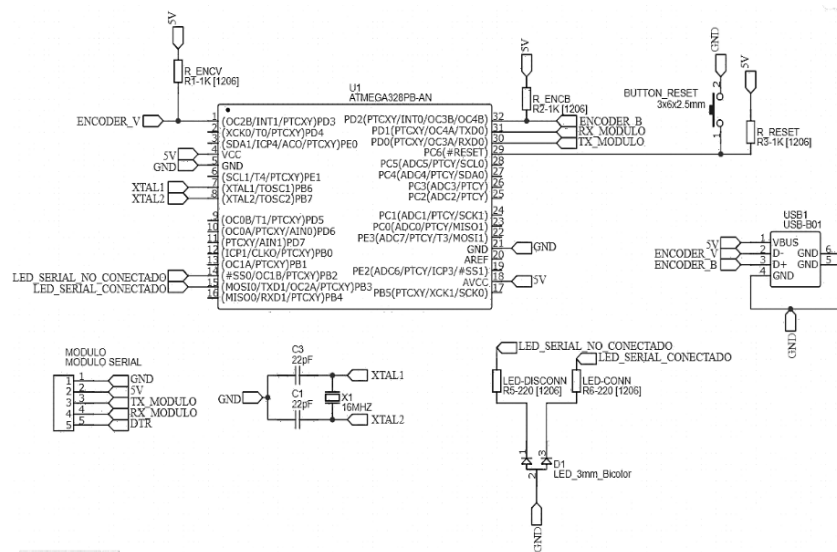 5V
R_ENCV
R1-1K [1206]
ENCODER_V
U1
ATMEGA328PB-AN
1 (OC2B/INT1/PTCXY)PD3
2 (XCK0/T0/PTCXY)PD4
3 (SDA1/ICP4/ACO/PTCXY)PE0
5V 4 VCC
GND 5 GND
6 (SCL1/T4/PTCXY)PE1
XTAL1 7 (XTAL1/TOSC1)PB6
XTAL2 8 (XTAL2/TOSC2)PB7
9 (OC0B/T1/PTCXY)PD5
10 (OC0A/PTCXY/AIN0)PD6
11 (PTCXY/AIN1)PD7
12 (ICP1/CLKO/PTCXY)PB0
13 (OC1A/PTCXY)PB1
LED_SERIAL_NO_CONECTADO 14 (#SS0/OC1B/PTCXY)PB2
LED_SERIAL_CONECTADO 15 (MOSI0/TXD1/OC2A/PTCXY)PB3
16 (MISO0/RXD1/PTCXY)PB4
5V
R_ENCB
R2-1K [1206]
PD2(PTCXY/INT0/OC3B/OC4B) 32 ENCODER_B
PD1(PTCXY/OC4A/TXD0) 31 RX_MODULO
PD0(PTCXY/OC3A/RXD0) 30 TX_MODULO
PC6(#RESET) 29
PC5(ADC5/PTCY/SCL0) 28
PC4(ADC4/PTCY/SDA0) 27
PC3(ADC3/PTCY) 26
PC2(ADC2/PTCY) 25
PC1(ADC1/PTCY/SCK1) 24
PC0(ADC0/PTCY/MISO1) 23
PE3(ADC7/PTCY/T3/MOSI1) 22
GND 21 GND
AREF 20
PE2(ADC6/PTCY/ICP3/#SS1) 19
AVCC 18 5V
PB5(PTCXY/XCK1/SCK0) 17
GND
BUTTON_RESET
3x6x2.5mm
2
1
5V
R_RESET
R3-1K [1206]
USB1
USB-B01
5V 1 VBUS
ENCODER_V 2 D- GND 6
ENCODER_B 3 D+ GND 5
4 GND
GND
MODULO
MODULO SERIAL
1 1 GND
2 2 5V
3 3 TX_MODULO
4 4 RX_MODULO
5 5 DTR
C3
22pF
XTAL1
GND
C1
22pF
X1
16MHZ
XTAL2
LED_SERIAL_NO_CONECTADO
LED_SERIAL_CONECTADO
LED-DISCONN
R5-220 [1206]
LED-CONN
R6-220 [1206]
1
3
2
D1
LED_3mm_Bicolor
GND